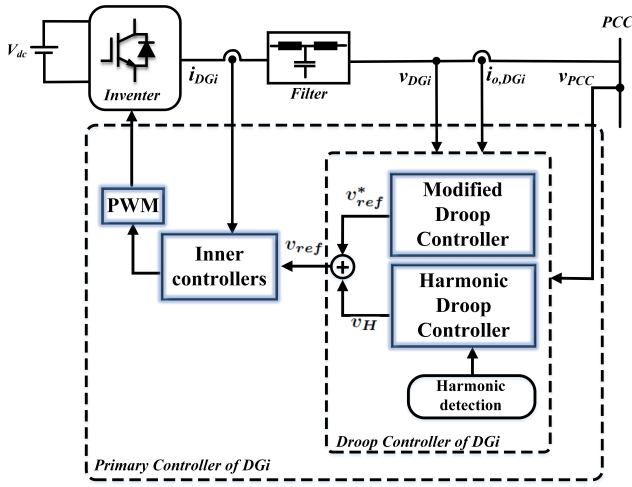 PCC
V_dc
Inventer
i_DGi
Filter
v_DGi
i_o,DGi
v_PCC
PWM
Inner
controllers
v_ref
v*_ref
+
v_H
Modified
Droop
Controller
Harmonic
Droop
Controller
Harmonic
detection
Droop Controller of DGi
Primary Controller of DGi